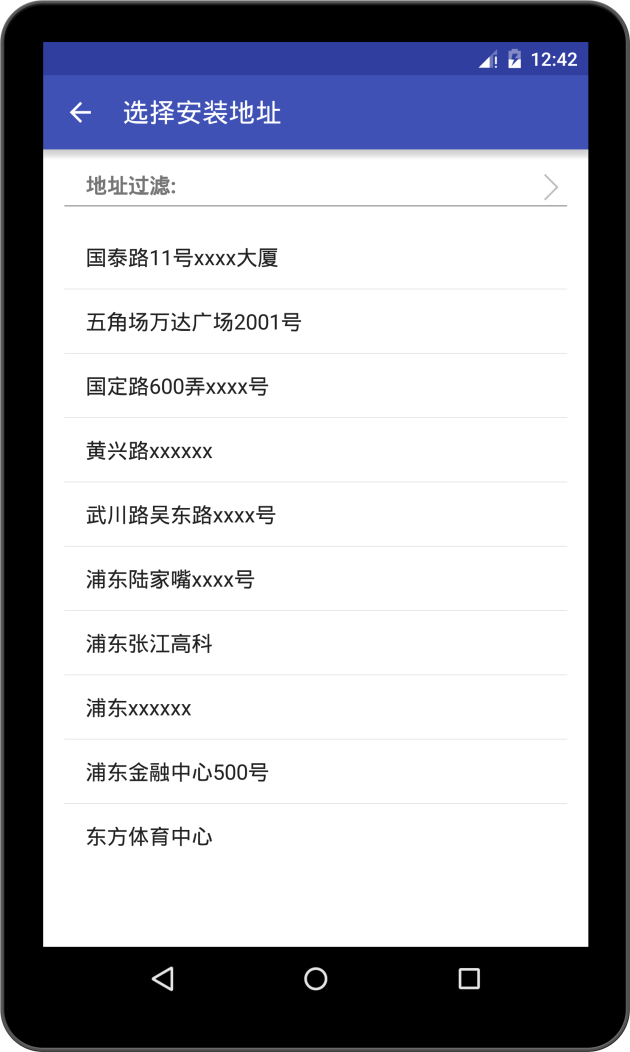 12:42
选择安装地址
地址过滤:
国泰路11号xxxx大厦
五角场万达广场2001号
国定路600弄xxxx号
黄兴路xxxxxx
武川路吴东路xxxx号
浦东陆家嘴xxxx号
浦东张江高科
浦东xxxxxx
浦东金融中心500号
东方体育中心